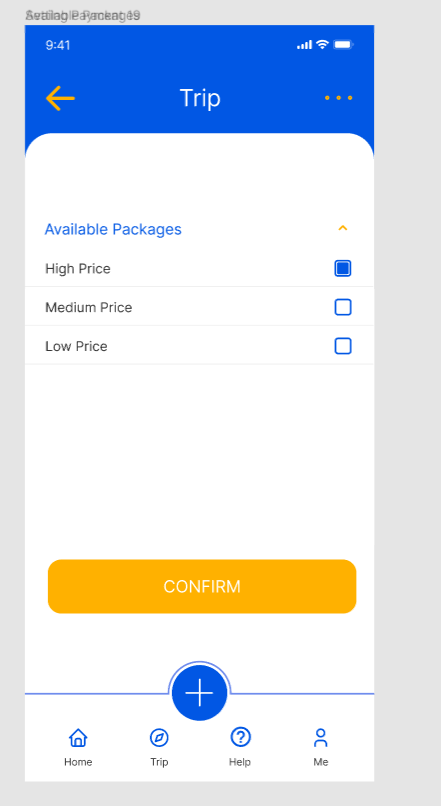 9:41
Trip
Available Packages
High Price
Medium Price
Low Price
CONFIRM
Home Trip Help Me